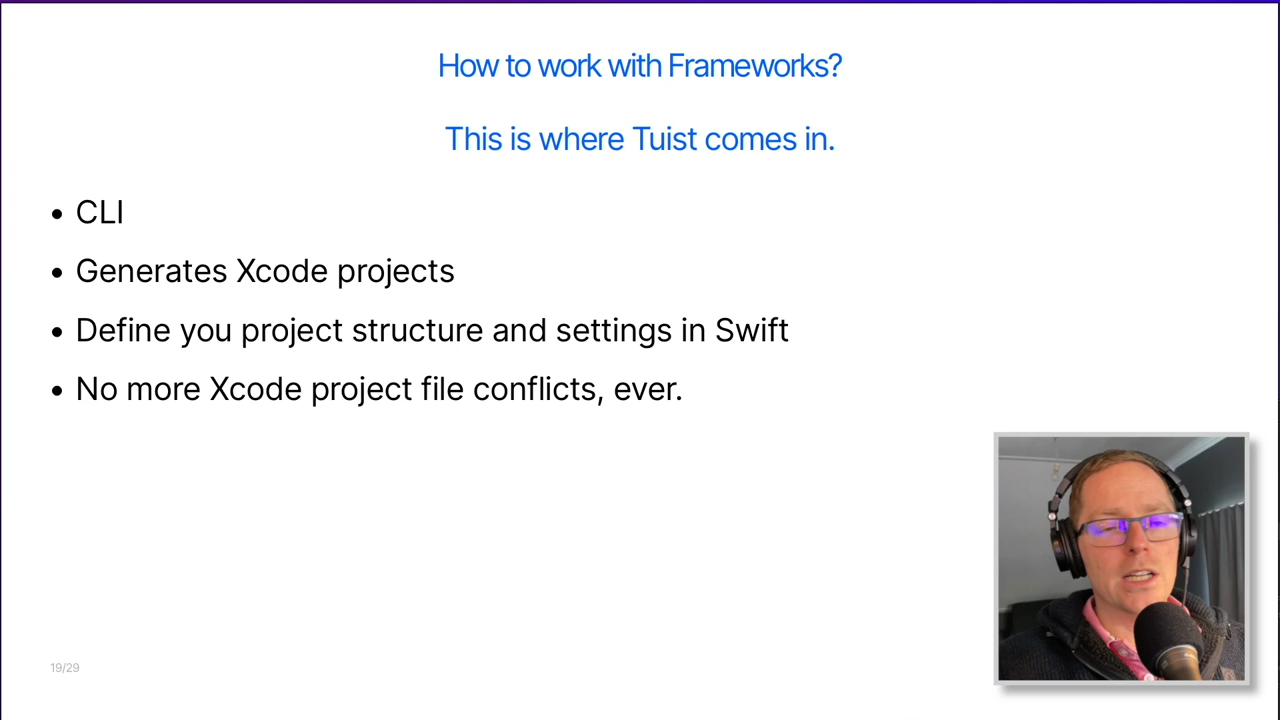 How to work with Frameworks?
This is where Tuist comes in.
• CLI
• Generates Xcode projects
• Define you project structure and settings in Swift
• No more Xcode project file conflicts, ever.
19/29